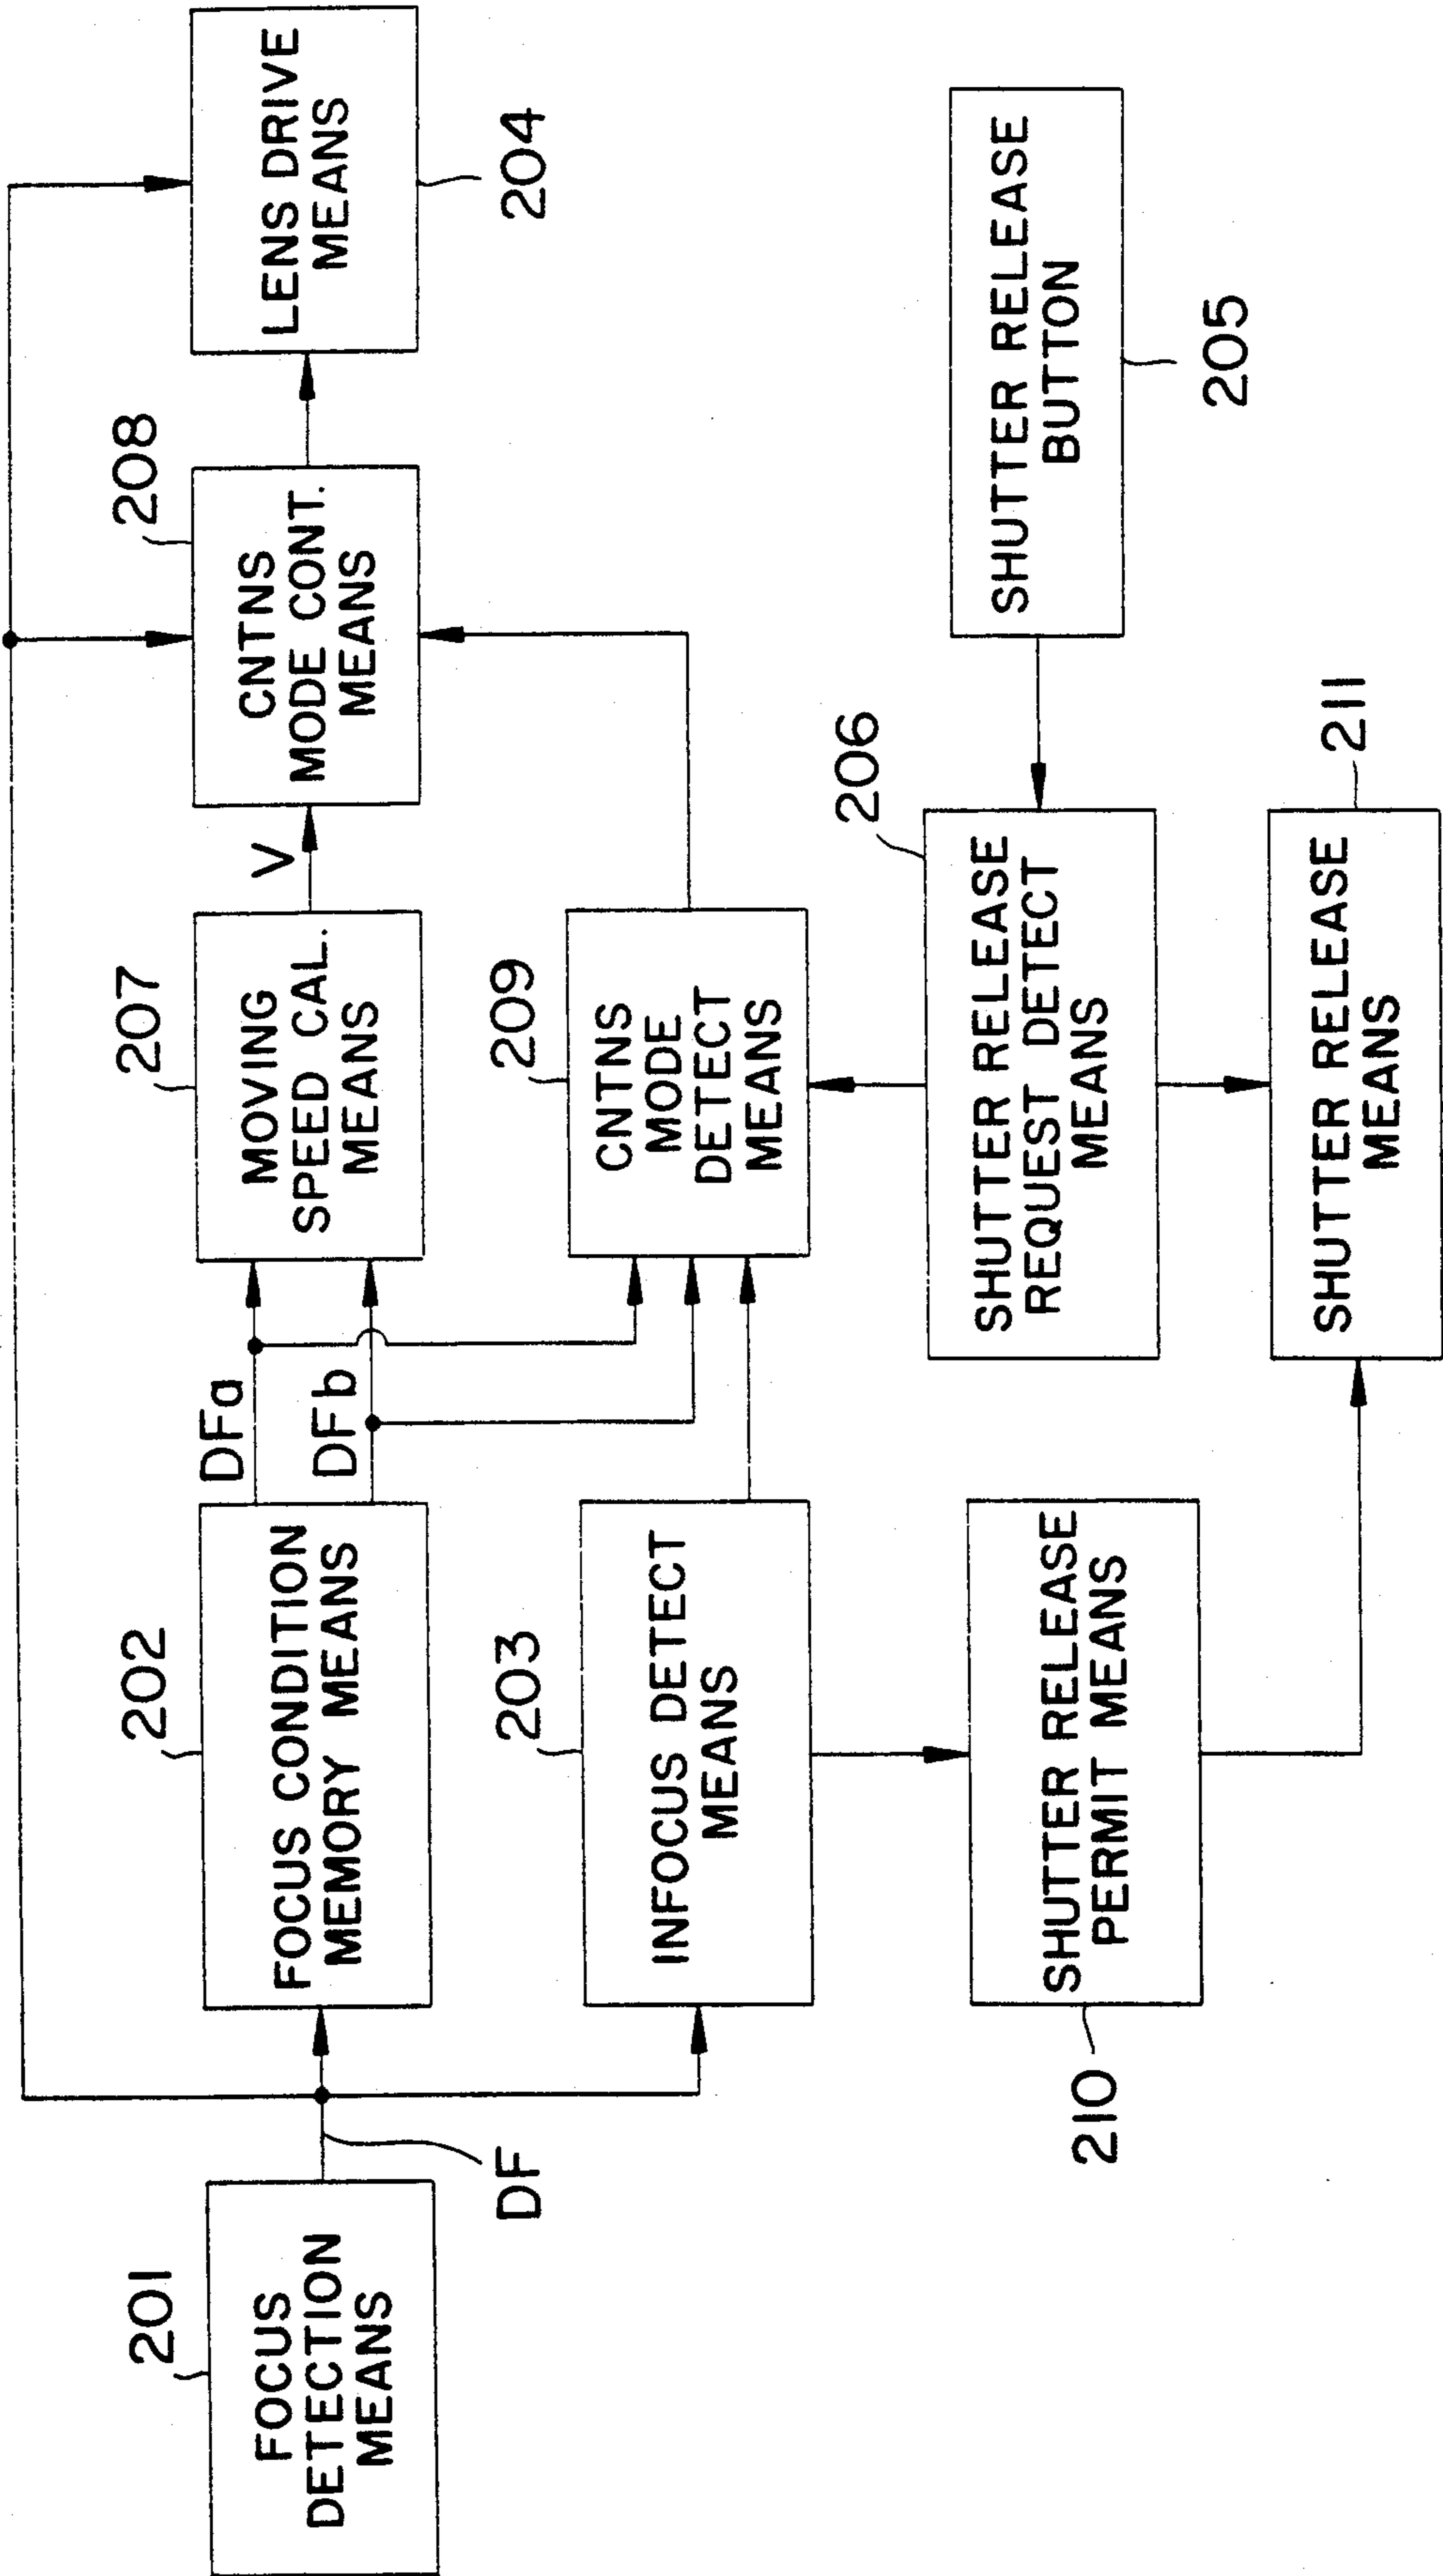 201
FOCUS
DETECTION
MEANS
DF
202
FOCUS CONDITION
MEMORY MEANS
DFa
DFb
203
INFOCUS DETECT
MEANS
207
MOVING
SPEED CAL.
MEANS
V
208
CNTNS
MODE CONT.
MEANS
LENS DRIVE
MEANS
204
209
CNTNS
MODE
DETECT
MEANS
210
SHUTTER RELEASE
PERMIT MEANS
206
SHUTTER RELEASE
REQUEST DETECT
MEANS
SHUTTER RELEASE
BUTTON
205
211
SHUTTER RELEASE
MEANS